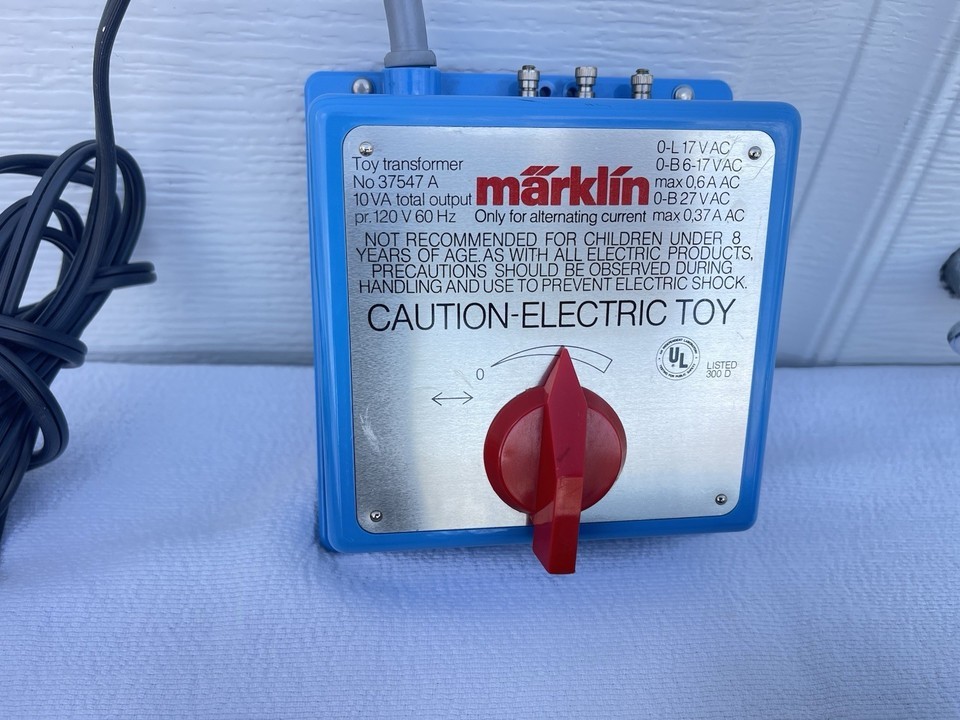 Toy transformer
No 37547 A
10 VA total output
pr. 120 V 60 Hz
märklin
Only for alternating current
0-L 17 V AC
0-B 6-17 VAC
max 0,6 A AC
0-B 27 V AC
max 0,37 A AC
NOT RECOMMENDED FOR CHILDREN UNDER 8
YEARS OF AGE.AS WITH ALL ELECTRIC PRODUCTS,
PRECAUTIONS SHOULD BE OBSERVED DURING
HANDLING AND USE TO PREVENT ELECTRIC SHOCK.
CAUTION-ELECTRIC TOY
0
UL
LISTED
300 D